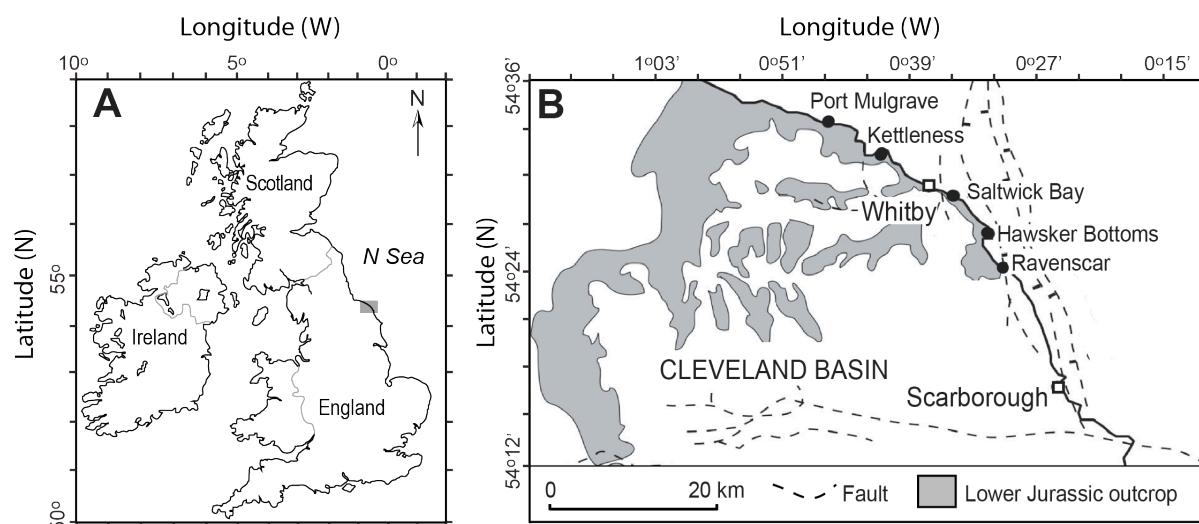 Longitude (W)
10° 5° 0°
A
N
Scotland
N Sea
Latitude (N)
55°
Ireland
England
Longitude (W)
1°03' 0°51' 0°39' 0°27' 0°15'
54°36'
B
Port Mulgrave
Kettleness
Saltwick Bay
Whitby
Hawsker Bottoms
Ravenscar
Latitude (N)
54°24'
CLEVELAND BASIN
Scarborough
54°12'
0 20 km
Fault
Lower Jurassic outcrop